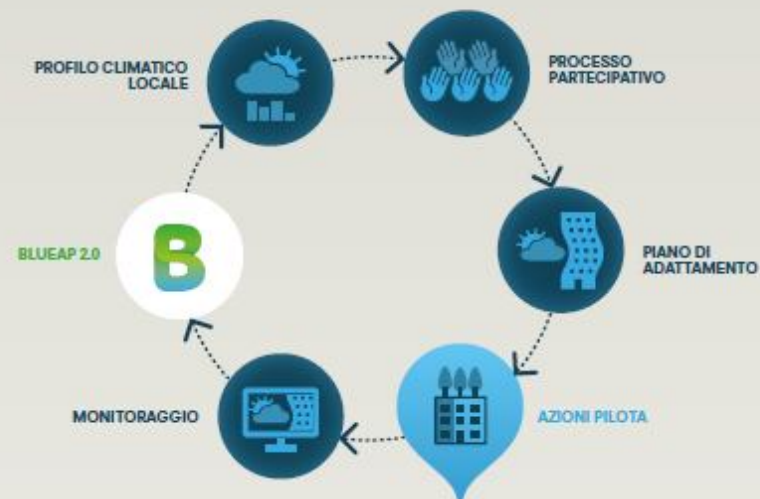 PROFILO CLIMATICO
LOCALE
PROCESSO
PARTECIPATIVO
BLUEAP 2.0
B
PIANO DI
ADATTAMENTO
MONITORAGGIO
AZIONI PILOTA